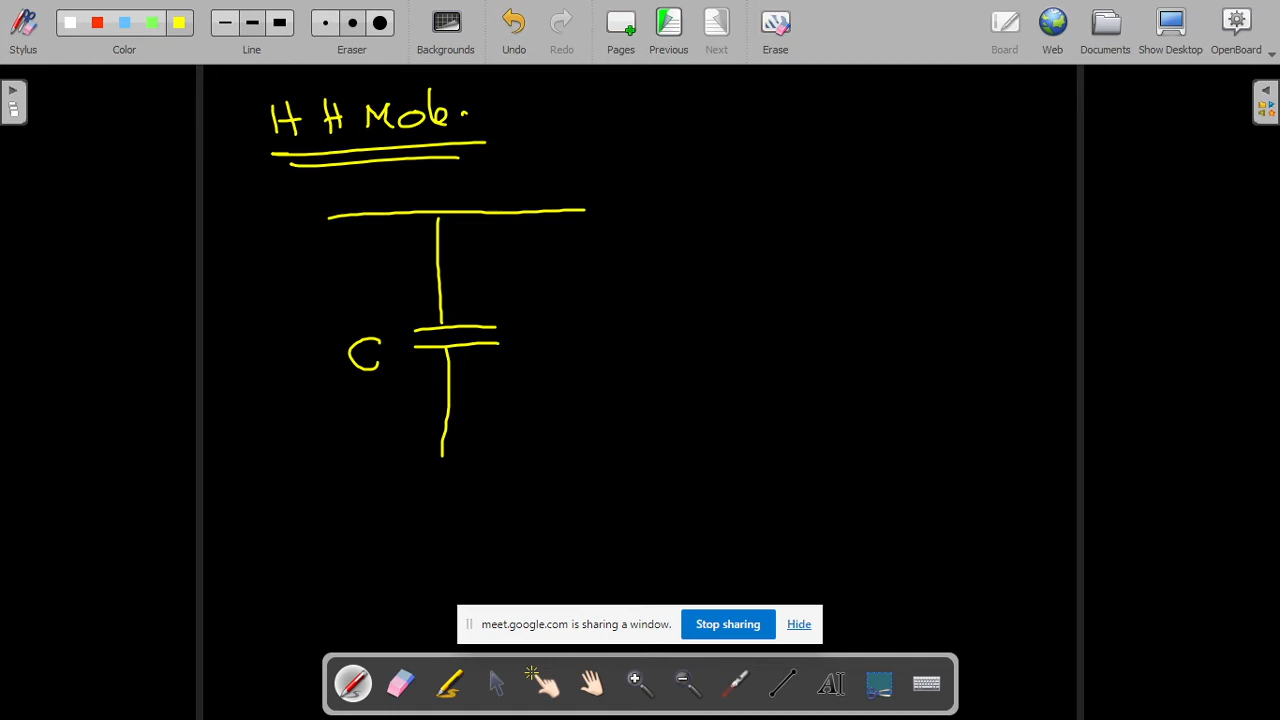 Stylus Color Line Eraser Backgrounds Undo Redo Pages Previous Next Erase Board Web Documents Show Desktop OpenBoard
H H Mode.
C
meet.google.com is sharing a window. Stop sharing Hide
AI